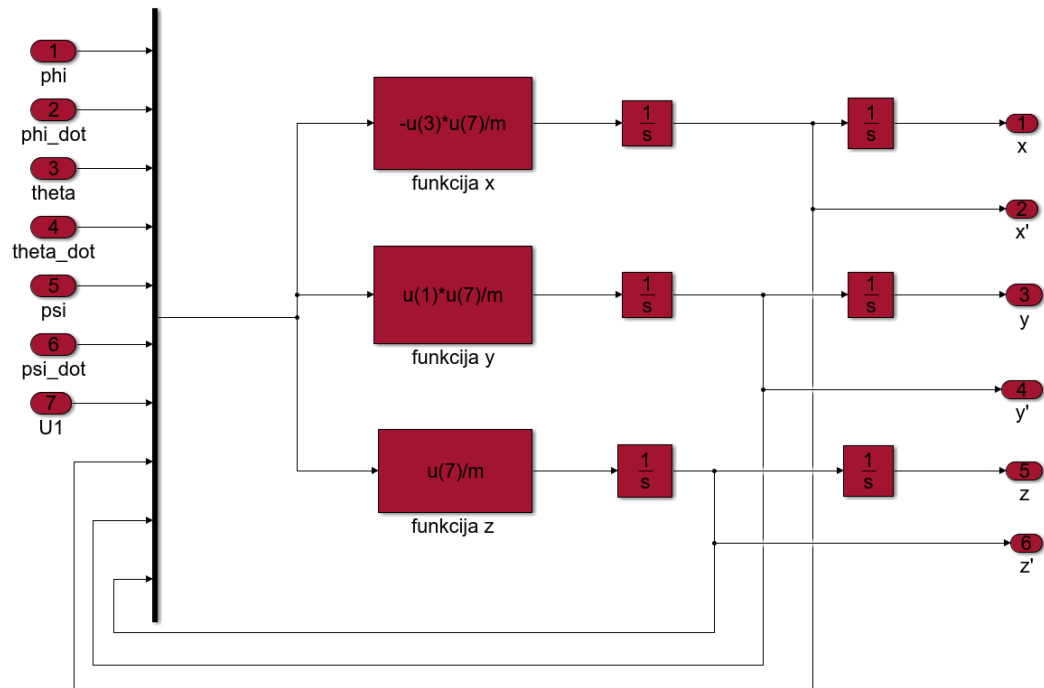 1
phi
2
phi_dot
3
theta
4
theta_dot
5
psi
6
psi_dot
7
U1
-u(3)*u(7)/m
funkcija x
1
s
1
s
1
x
2
x'
u(1)*u(7)/m
funkcija y
1
s
1
s
3
y
4
y'
u(7)/m
funkcija z
1
s
1
s
5
z
6
z'